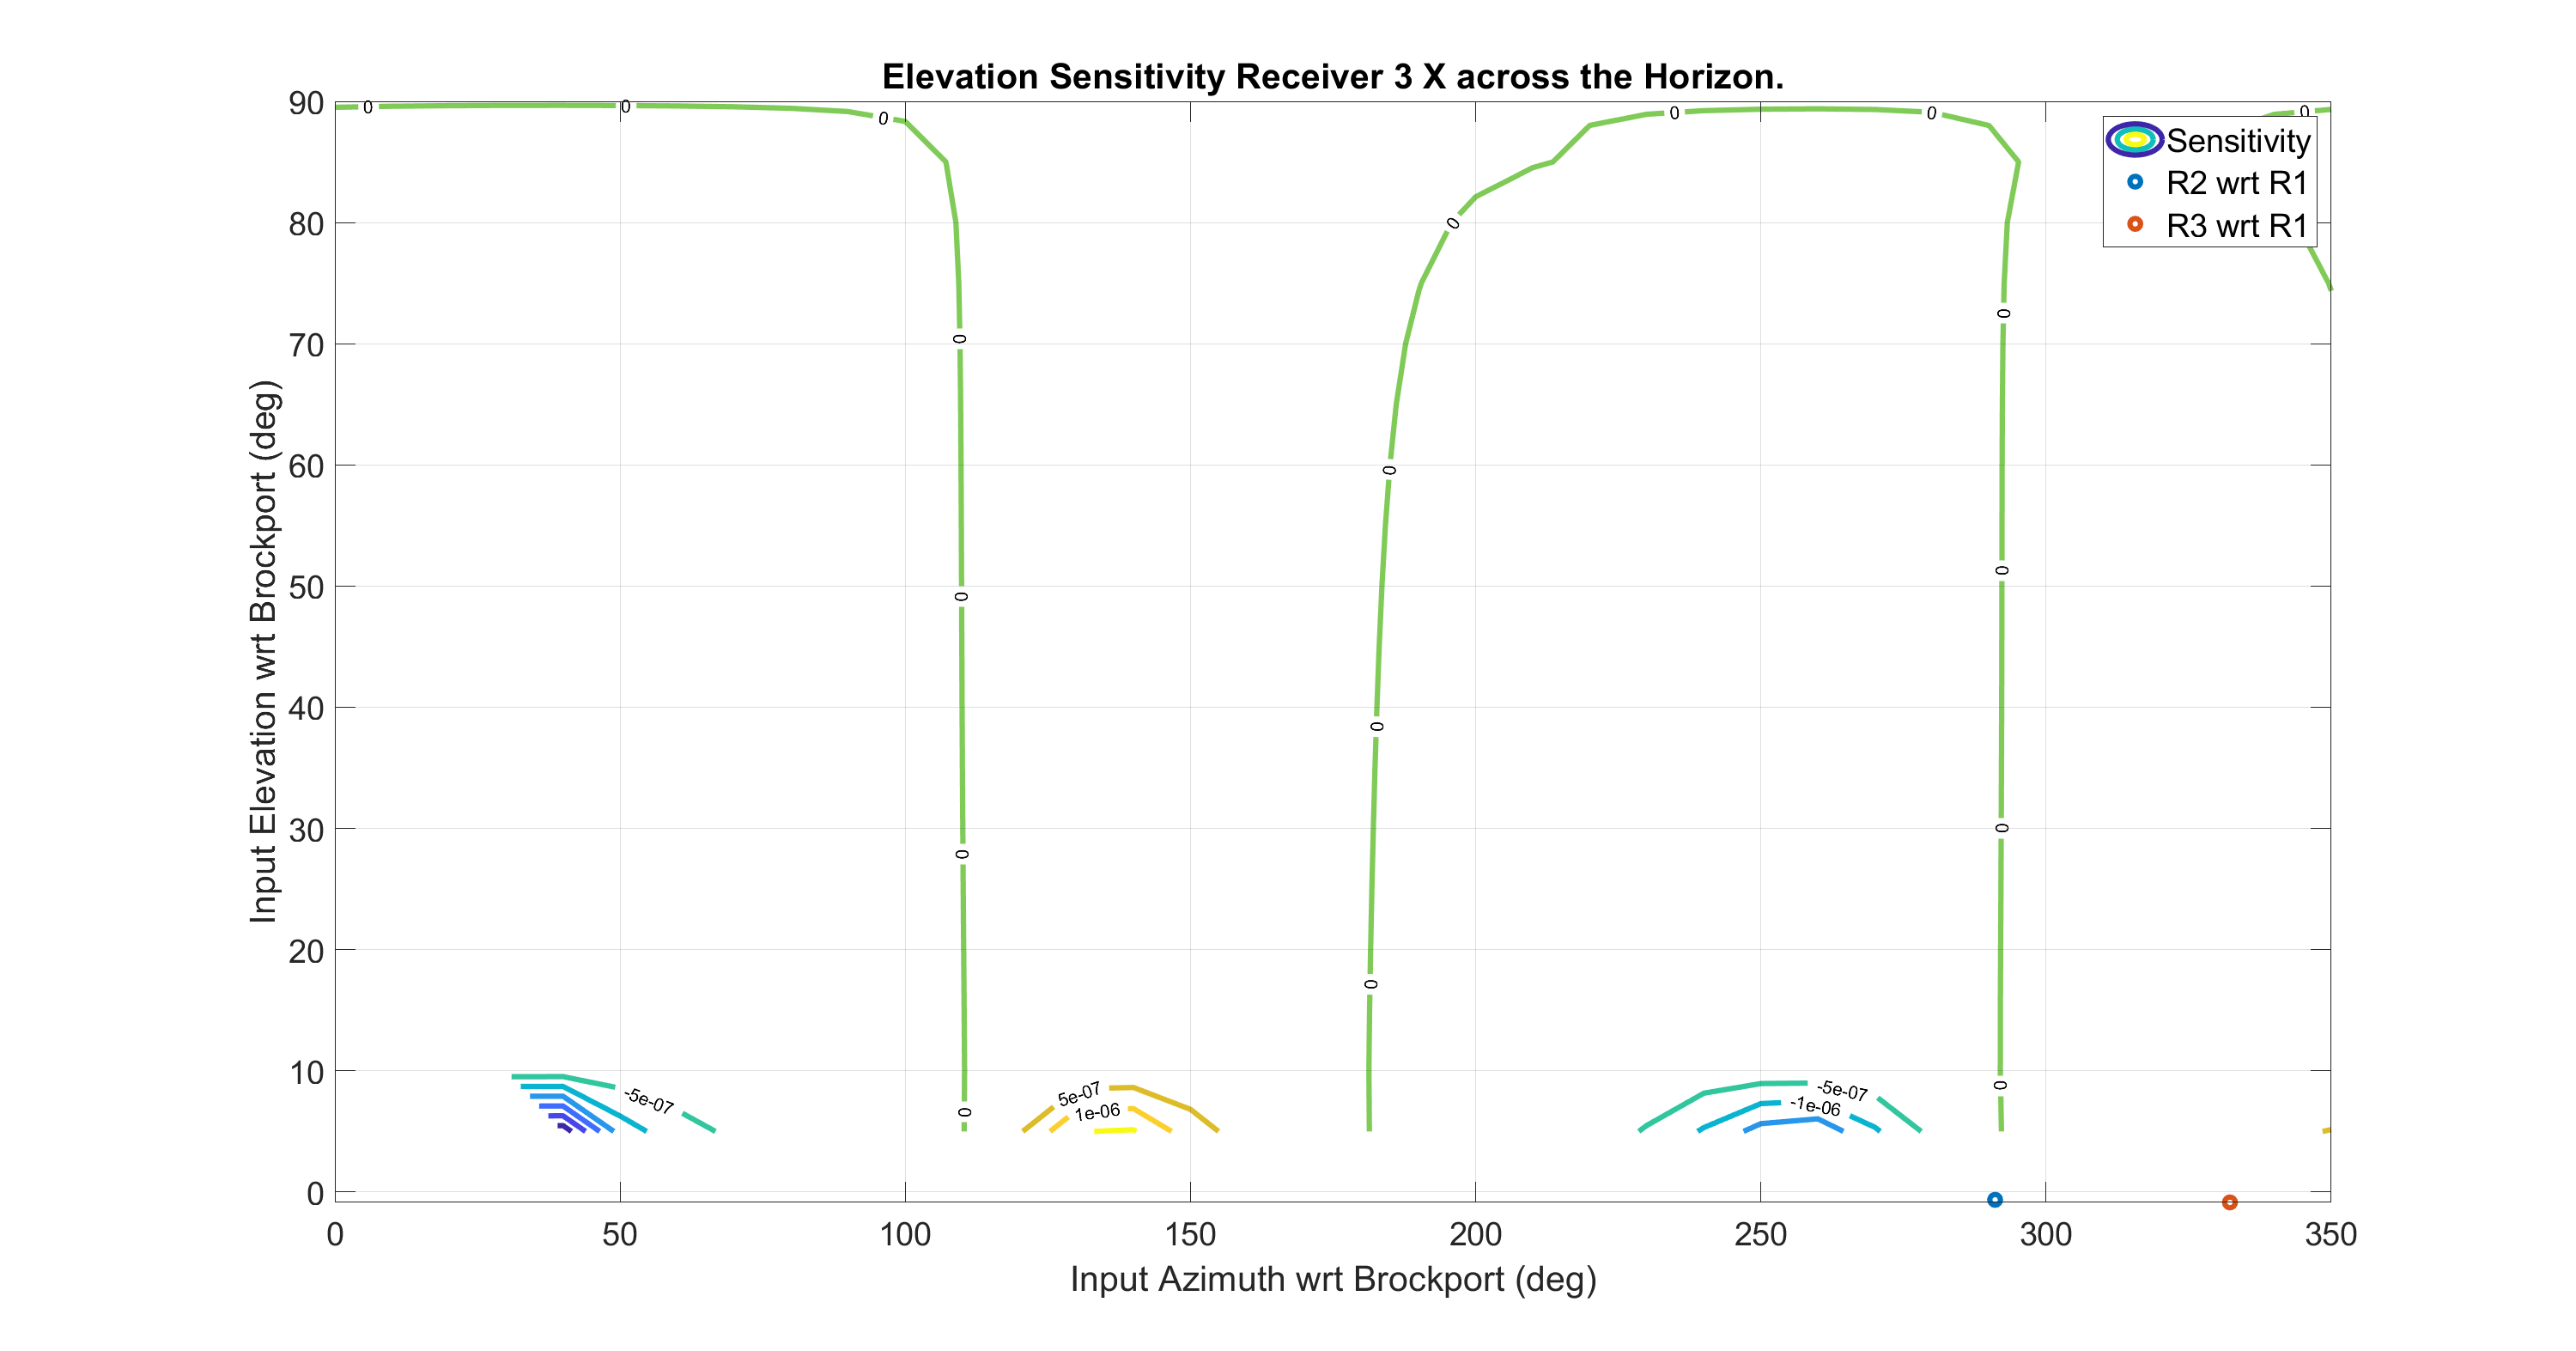 Elevation Sensitivity Receiver 3 X across the Horizon.
Sensitivity
R2 wrt R1
R3 wrt R1
Input Elevation wrt Brockport (deg)
90
80
70
60
50
40
30
20
10
0
0 0 0 0 0 0
0
0 0
0
0 0
0
0
0 0
0
0 0
-5e-07 5e-07 1e-06 -5e-07 -1e-06
0 50 100 150 200 250 300 350
Input Azimuth wrt Brockport (deg)